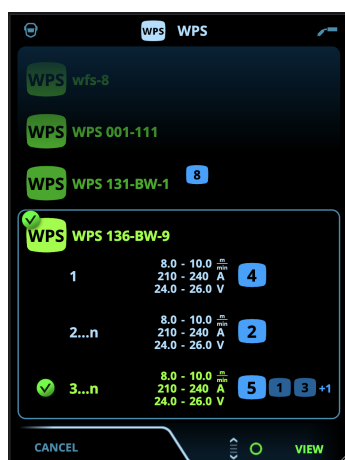 WPS WPS
WPS wfs-8
WPS WPS 001-111
WPS WPS 131-BW-1 8
WPS WPS 136-BW-9
1 8.0 - 10.0 m/min
210 - 240 A 4
24.0 - 26.0 V
2...n 8.0 - 10.0 m/min
210 - 240 A 2
24.0 - 26.0 V
3...n 8.0 - 10.0 m/min
210 - 240 A 5 1 3 +1
24.0 - 26.0 V
CANCEL VIEW